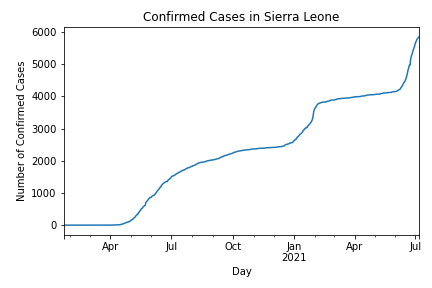 Confirmed Cases in Sierra Leone
Number of Confirmed Cases
6000
5000
4000
3000
2000
1000
0
Apr
Jul
Oct
Jan
2021
Apr
Jul
Day